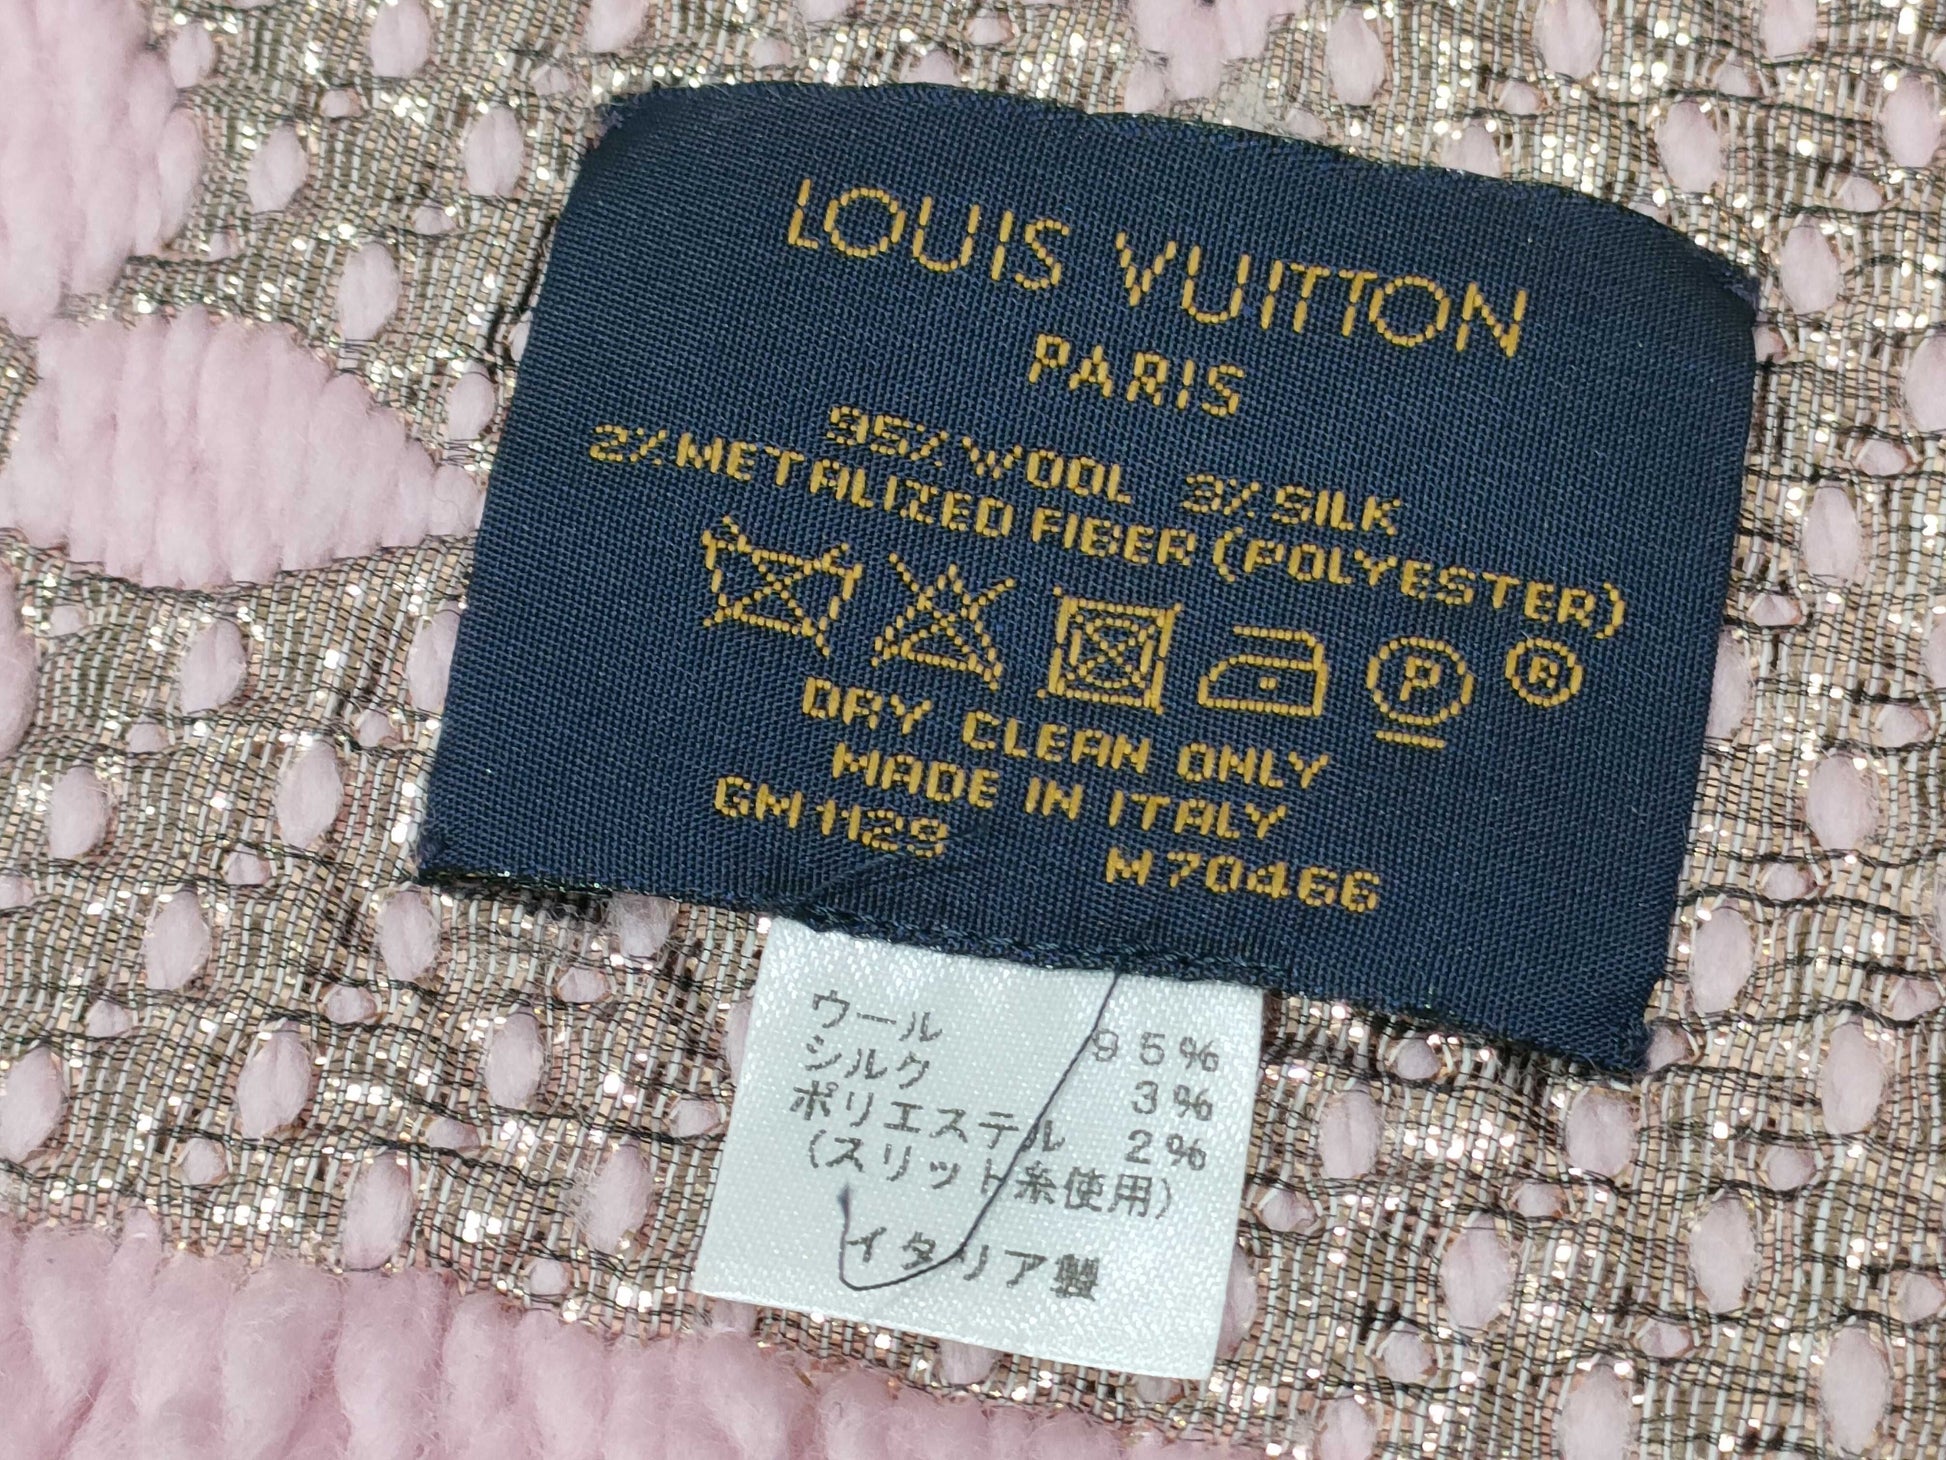 LOUIS VUITTON
PARIS
95% WOOL 3% SILK
2% METALIZED FIBER (POLYESTER)
P ®
DRY CLEAN ONLY
MADE IN ITALY
GM1129 M70466
ウール 95%
シルク 3%
ポリエステル 2%
(スリット糸使用)
イタリア製